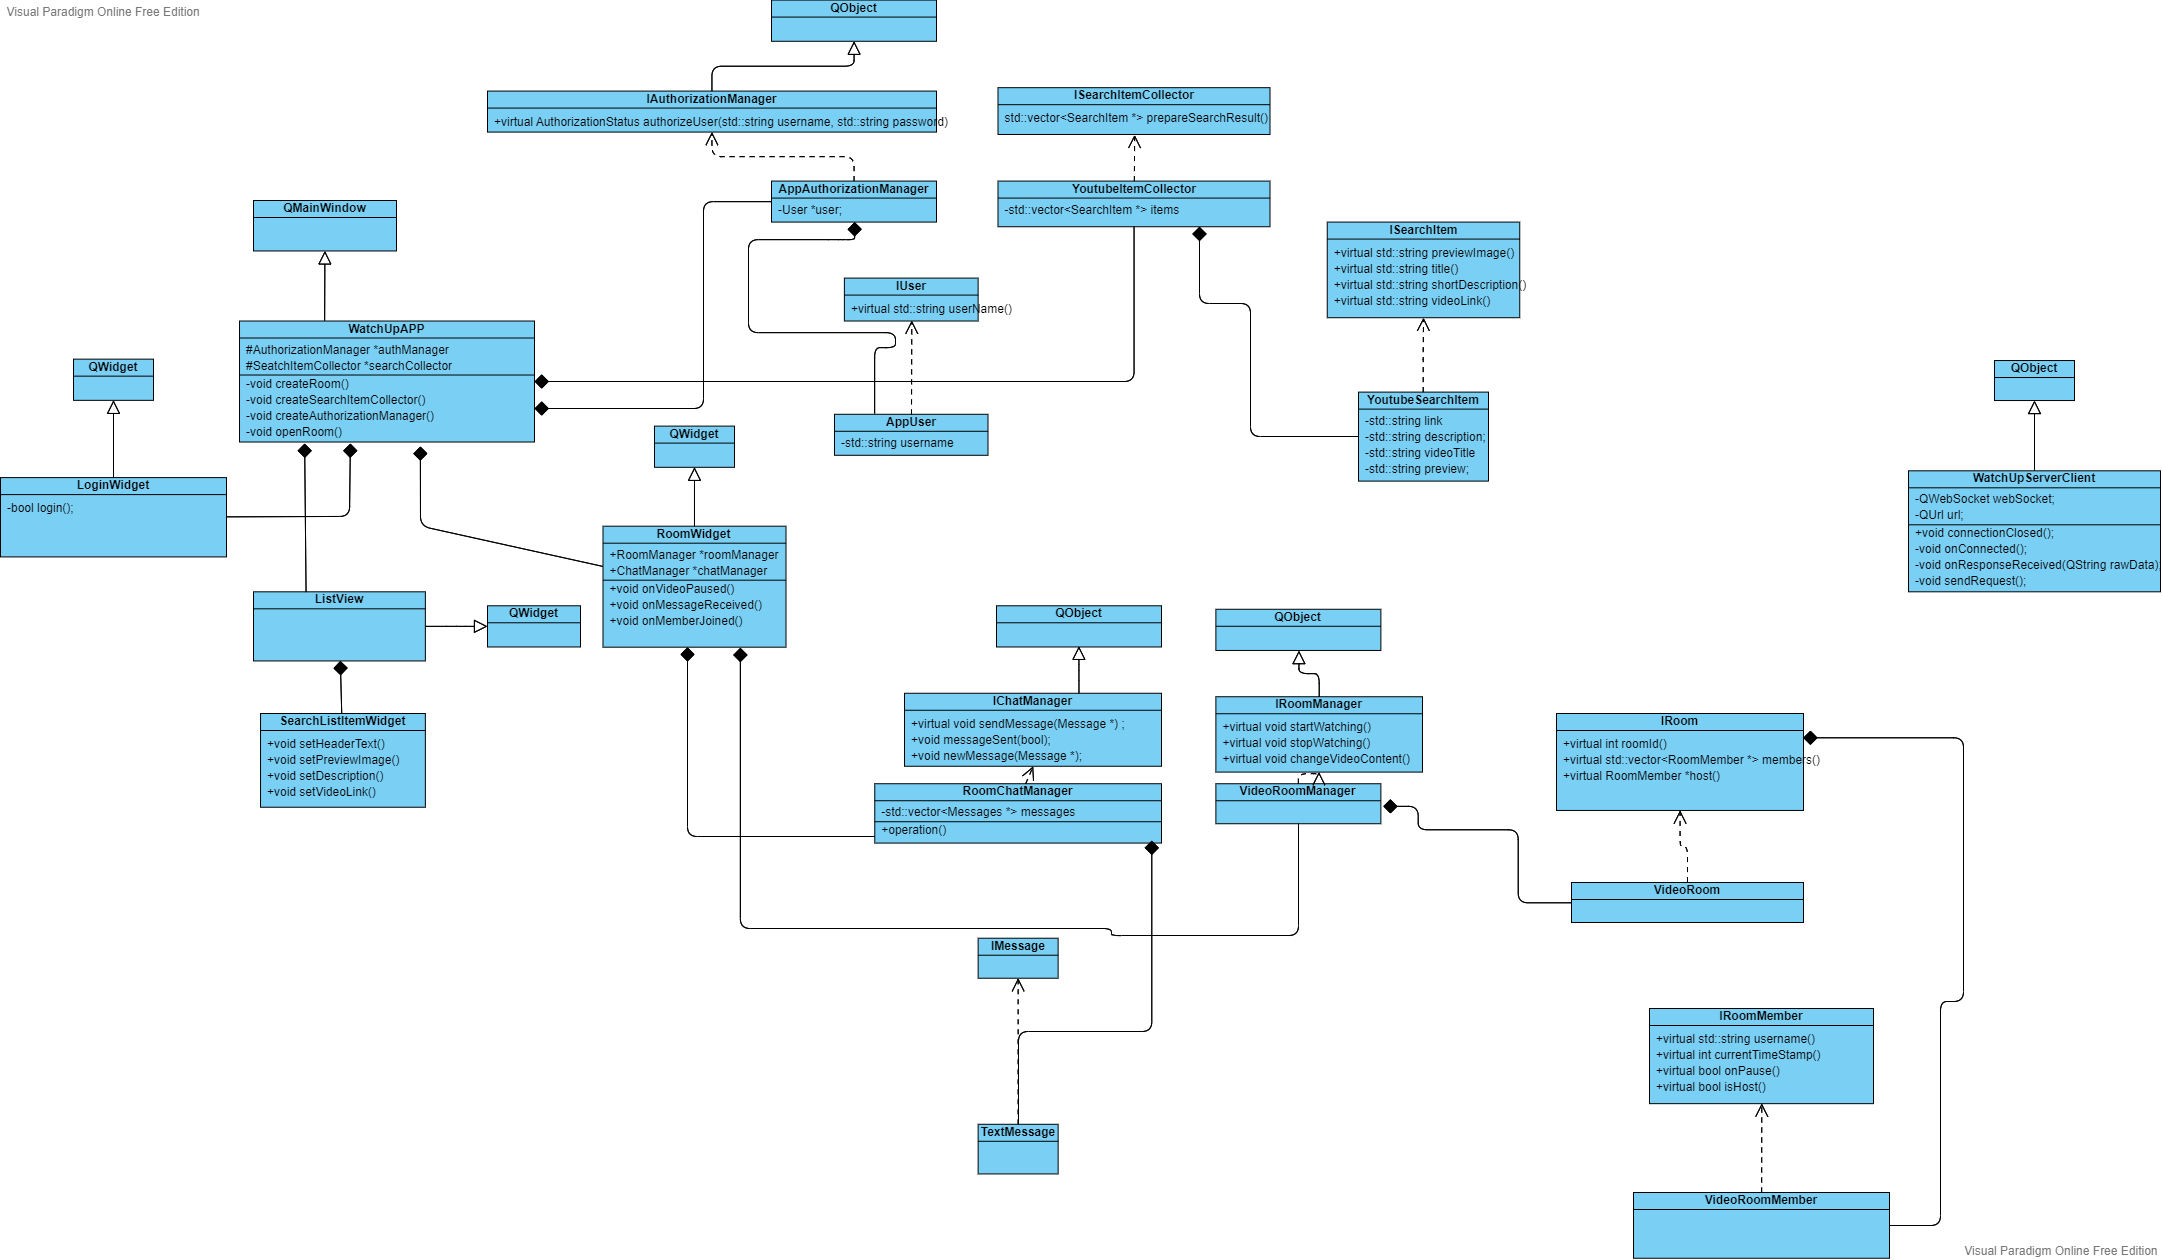 Visual Paradigm Online Free Edition
QObject
IAuthorizationManager
+virtual AuthorizationStatus authorizeUser(std::string username, std::string password)
ISearchItemCollector
std::vector<SearchItem *> prepareSearchResult()
AppAuthorizationManager
-User *user;
YoutubeItemCollector
-std::vector<SearchItem *> items
QMainWindow
ISearchItem
+virtual std::string previewImage()
+virtual std::string title()
+virtual std::string shortDescription()
+virtual std::string videoLink()
IUser
+virtual std::string userName()
WatchUpAPP
#AuthorizationManager *authManager
#SeatchItemCollector *searchCollector
-void createRoom()
-void createSearchItemCollector()
-void createAuthorizationManager()
-void openRoom()
QWidget
QObject
YoutubeSearchItem
-std::string link
-std::string description;
-std::string videoTitle
-std::string preview;
AppUser
-std::string username
QWidget
LoginWidget
-bool login();
WatchUpServerClient
-QWebSocket webSocket;
-QUrl url;
+void connectionClosed();
-void onConnected();
-void onResponseReceived(QString rawData);
-void sendRequest();
RoomWidget
+RoomManager *roomManager
+ChatManager *chatManager
+void onVideoPaused()
+void onMessageReceived()
+void onMemberJoined()
ListView
QWidget
QObject
QObject
SearchListItemWidget
+void setHeaderText()
+void setPreviewImage()
+void setDescription()
+void setVideoLink()
IChatManager
+virtual void sendMessage(Message *) ;
+void messageSent(bool);
+void newMessage(Message *);
IRoomManager
+virtual void startWatching()
+virtual void stopWatching()
+virtual void changeVideoContent()
IRoom
+virtual int roomId()
+virtual std::vector<RoomMember *> members()
+virtual RoomMember *host()
RoomChatManager
-std::vector<Messages *> messages
+operation()
VideoRoomManager
VideoRoom
IMessage
IRoomMember
+virtual std::string username()
+virtual int currentTimeStamp()
+virtual bool onPause()
+virtual bool isHost()
TextMessage
VideoRoomMember
Visual Paradigm Online Free Edition